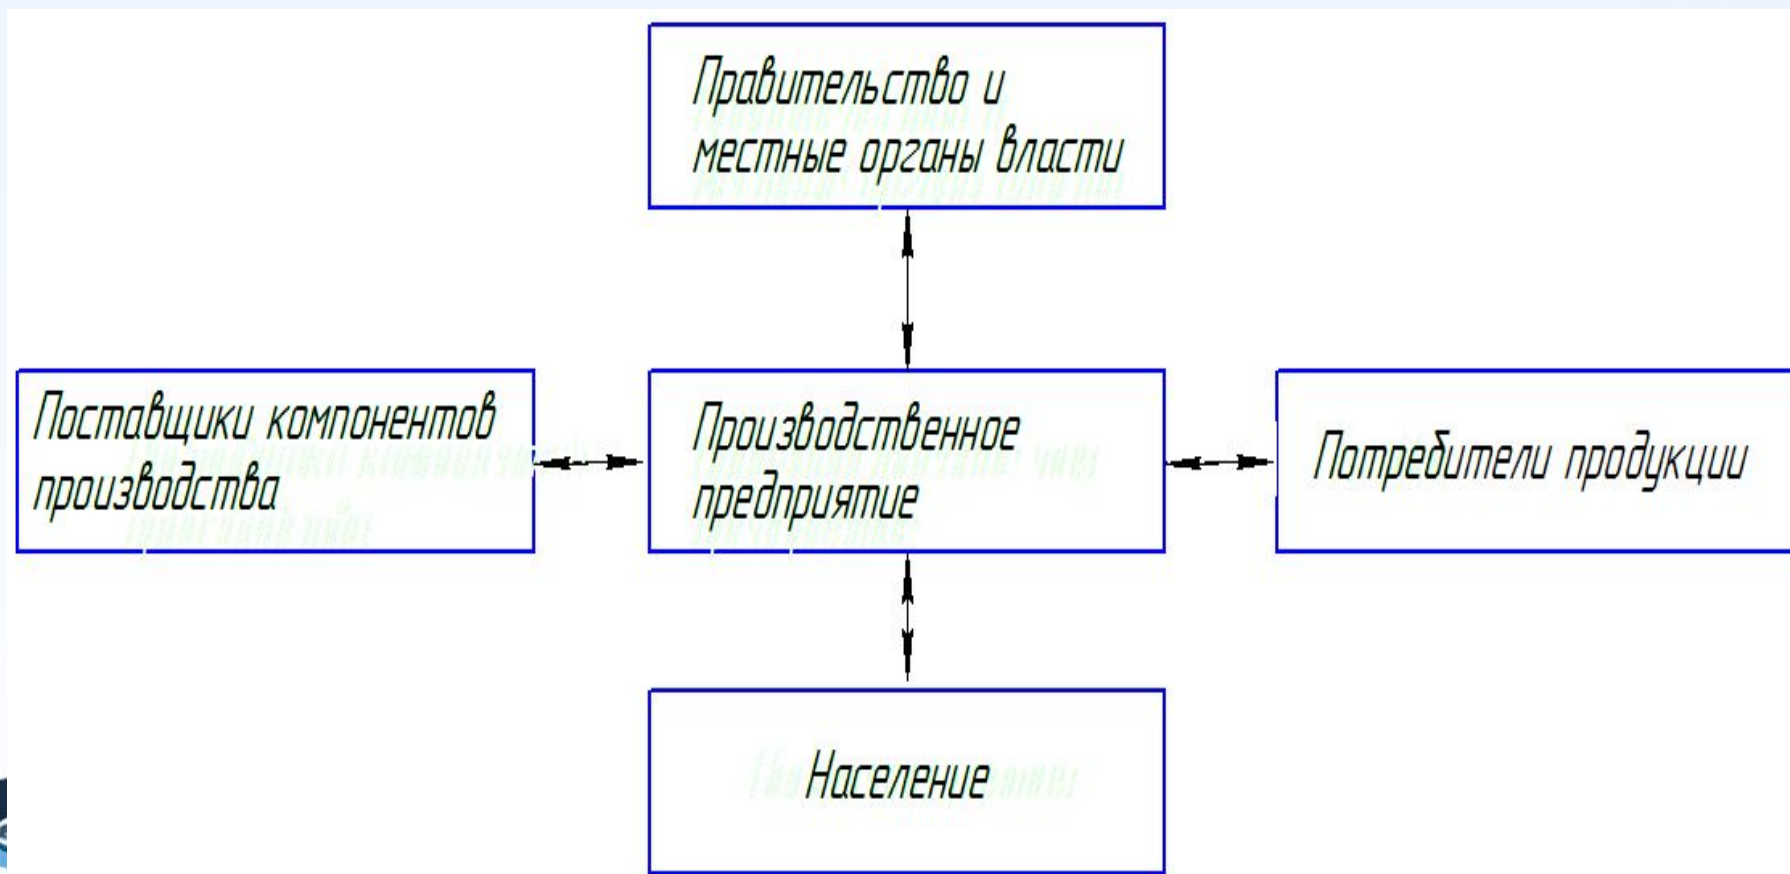 Правительство и
местные органы власти
Поставщики компонентов
производства
Производственное
предприятие
Потребители продукции
Население